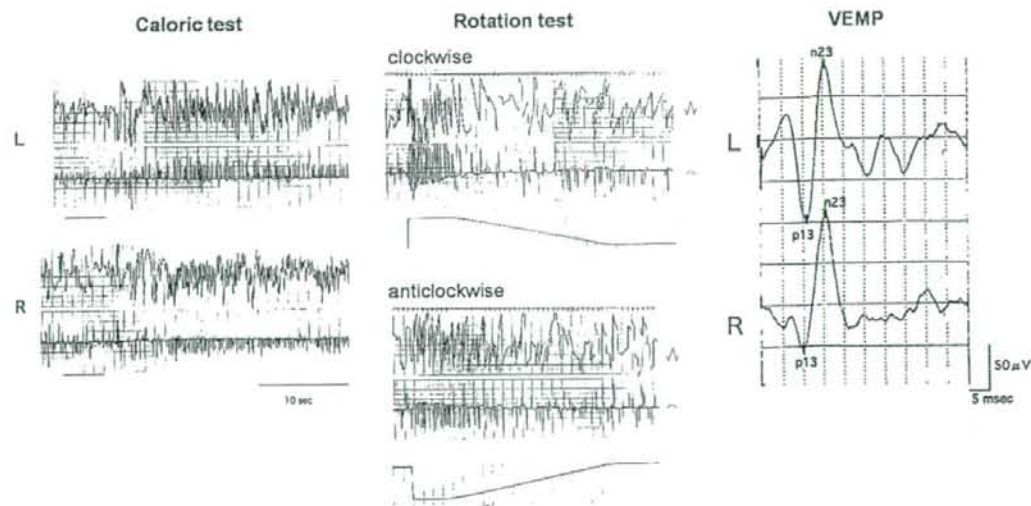 Caloric test
L
R
10 sec
Rotation test
clockwise
anticlockwise
VEMP
n23
L
p13
n23
R
p13
50μV
5 msec